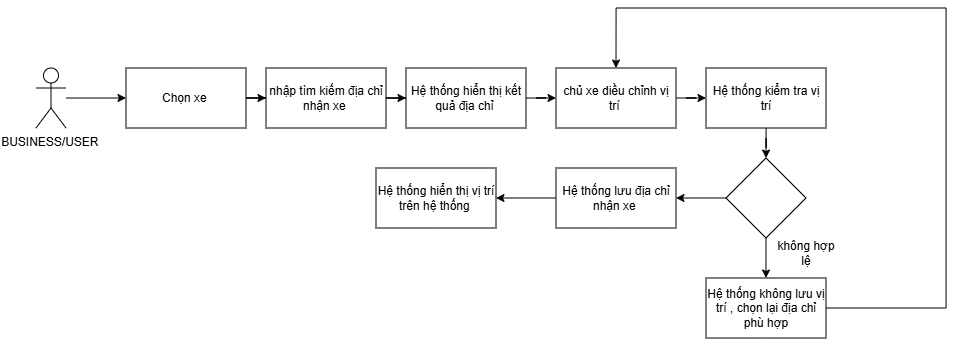 BUSINESS/USER
Chọn xe
nhập tìm kiếm địa chỉ
nhận xe
Hệ thống hiển thị kết
quả địa chỉ
chủ xe diều chỉnh vị
trí
Hệ thống kiểm tra vị
trí
Hệ thống hiển thị vị trí
trên hệ thống
Hệ thống lưu địa chỉ
nhận xe
không hợp
lệ
Hệ thống không lưu vị
trí , chọn lại địa chỉ
phù hợp